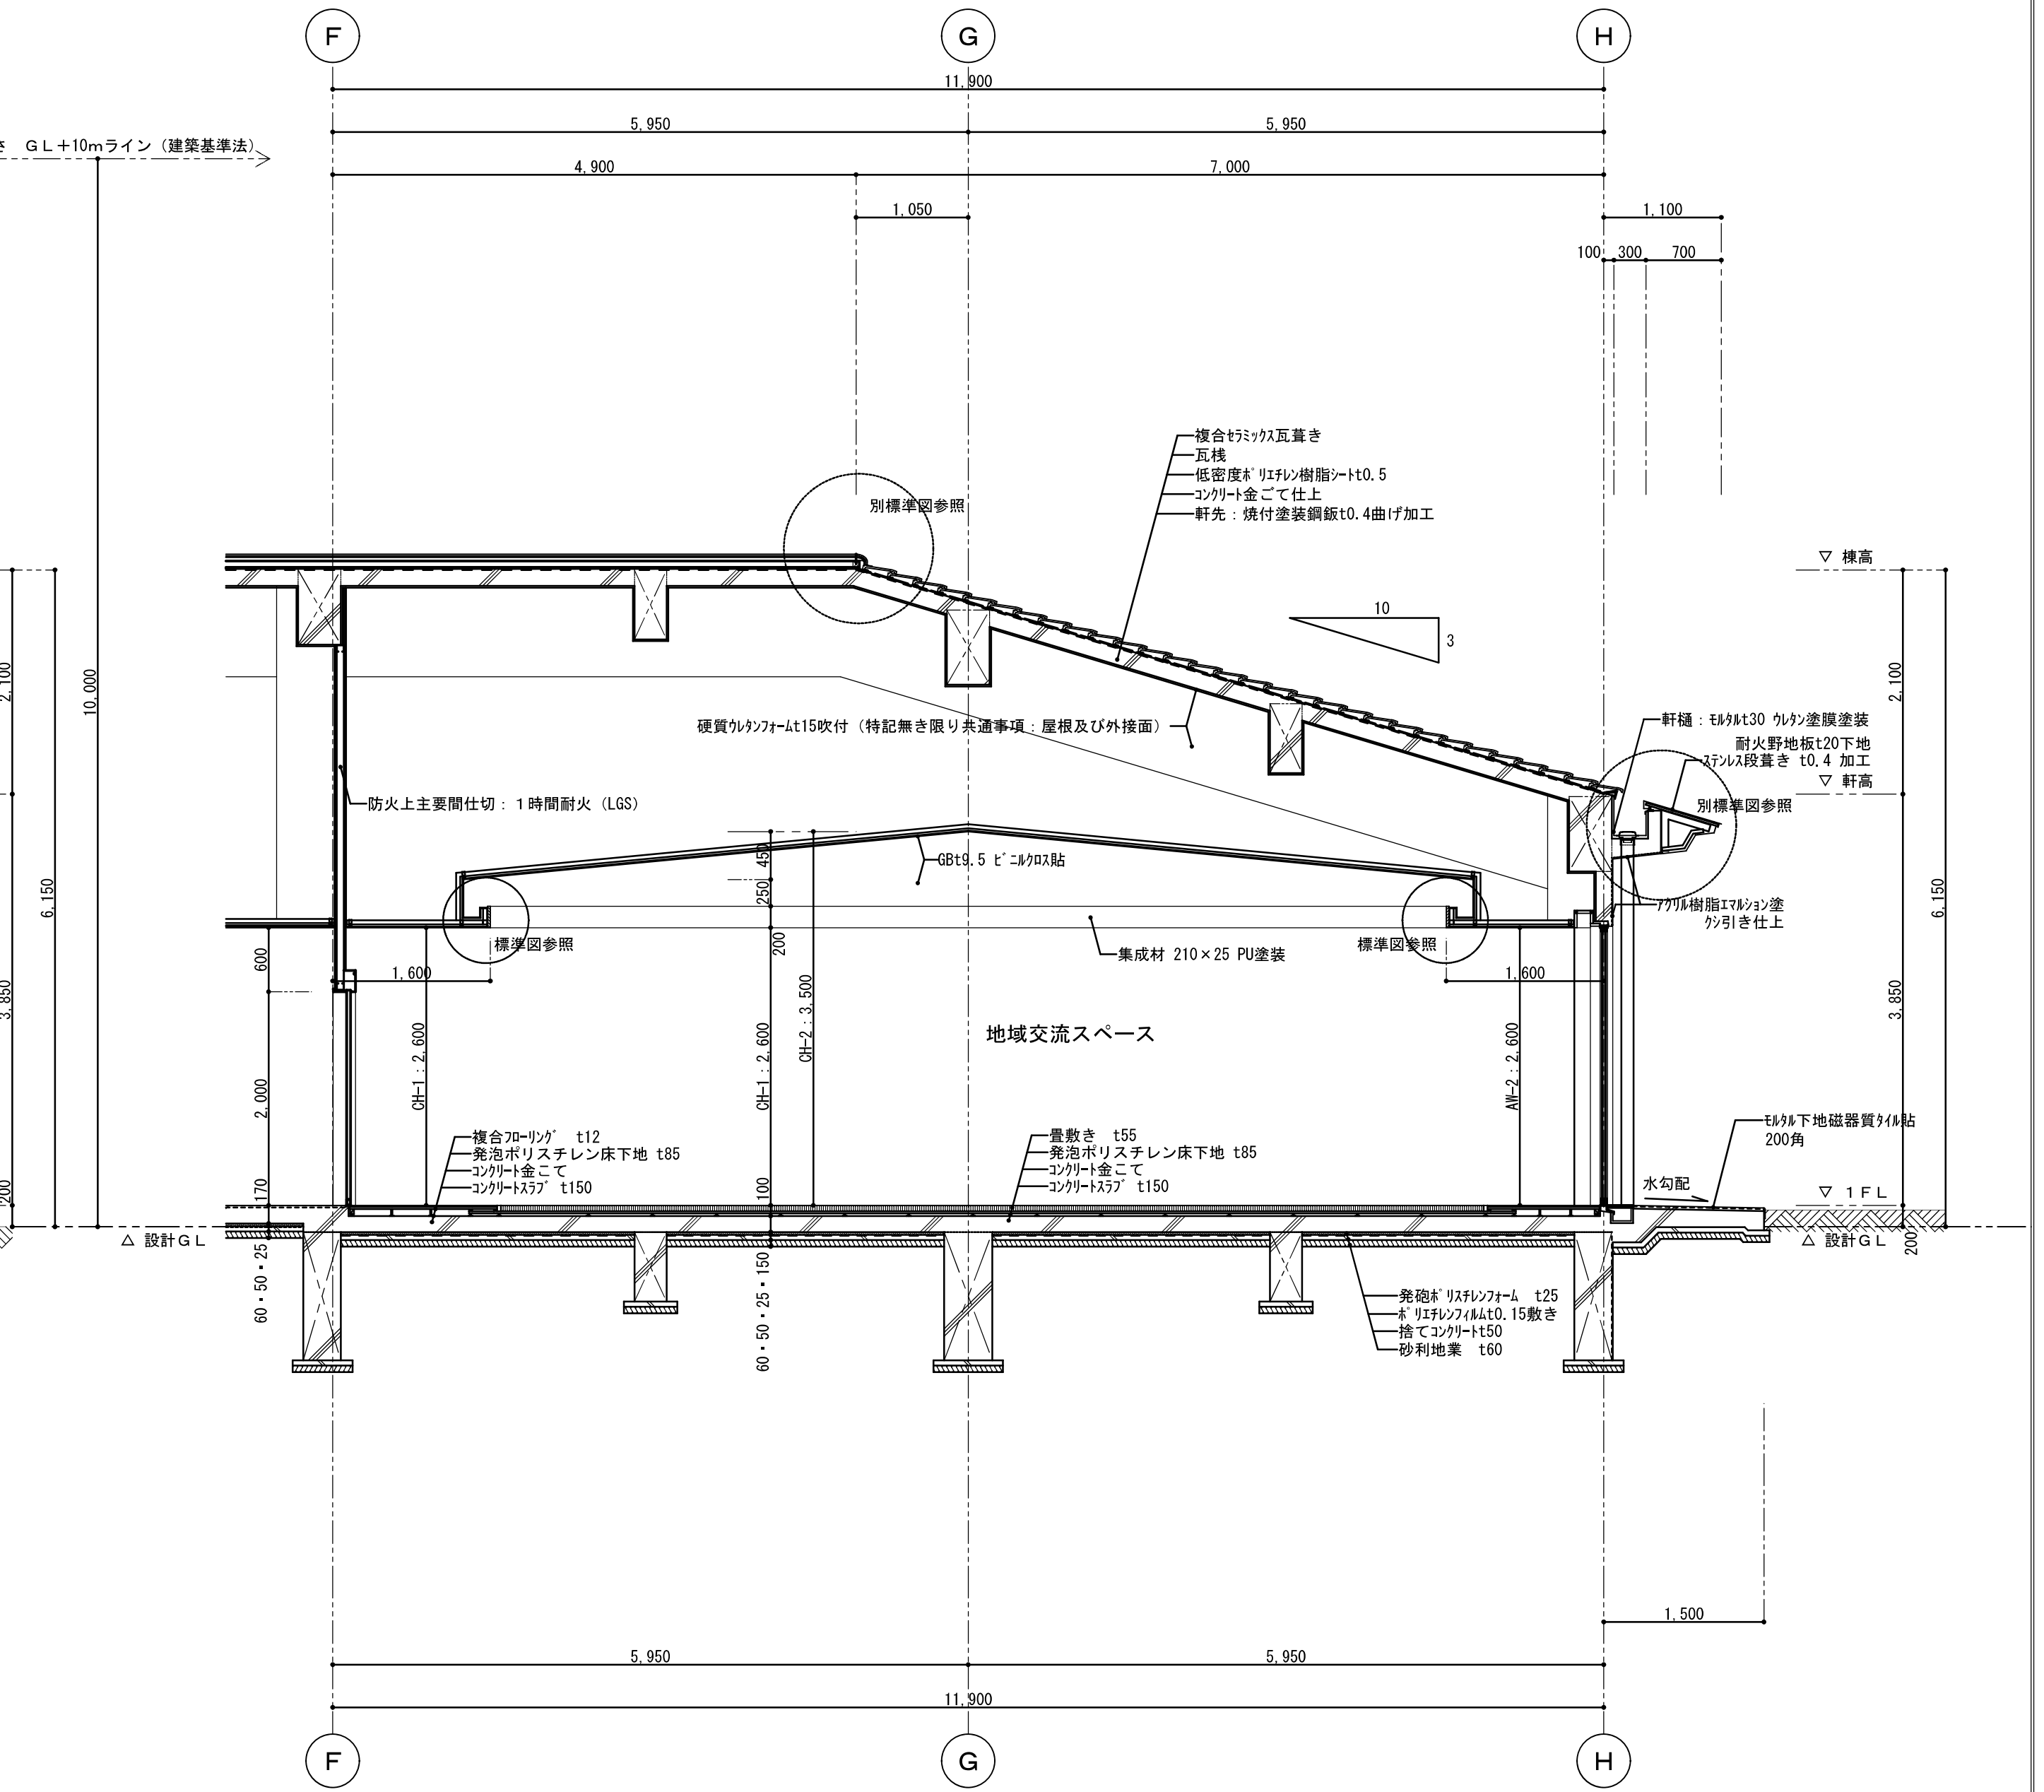 F
G
H
11,900
5,950
5,950
GL+10mライン(建築基準法)
4,900
7,000
1,050
1,100
100
300
700
複合セラミックス瓦葺き
瓦桟
低密度ポリエチレン樹脂シートt0.5
コンクリート金ごて仕上
軒先:焼付塗装鋼鈑t0.4曲げ加工
別標準図参照
▽ 棟高
10
3
2,100
10,000
2,100
硬質ウレタンフォームt15吹付(特記無き限り共通事項:屋根及び外接面)
軒樋:モルタルt30 ウレタン塗膜塗装
耐火野地板t20下地
ステンレス段葺き t0.4 加工
▽ 軒高
別標準図参照
防火上主要間仕切:1時間耐火(LGS)
GBt9.5 ビニルクロス貼
450
250
6,150
6,150
アクリル樹脂エマルション塗
クシ引き仕上
標準図参照
標準図参照
200
集成材 210×25 PU塗装
600
1,600
1,600
3,850
3,850
CH-1:2,600
CH-1:2,600
CH-2:3,500
地域交流スペース
AW-2:2,600
2,000
複合フローリング t12
発泡ポリスチレン床下地 t85
コンクリート金こて
コンクリートスラブ t150
畳敷き t55
発泡ポリスチレン床下地 t85
コンクリート金こて
コンクリートスラブ t150
モルタル下地磁器質タイル貼
200角
水勾配
200
170
100
▽ 1FL
△ 設計GL
△ 設計GL
200
60・50・25
60・50・25・150
発砲ポリスチレンフォーム t25
ポリエチレンフィルムt0.15敷き
捨てコンクリートt50
砂利地業 t60
1,500
5,950
5,950
11,900
F
G
H